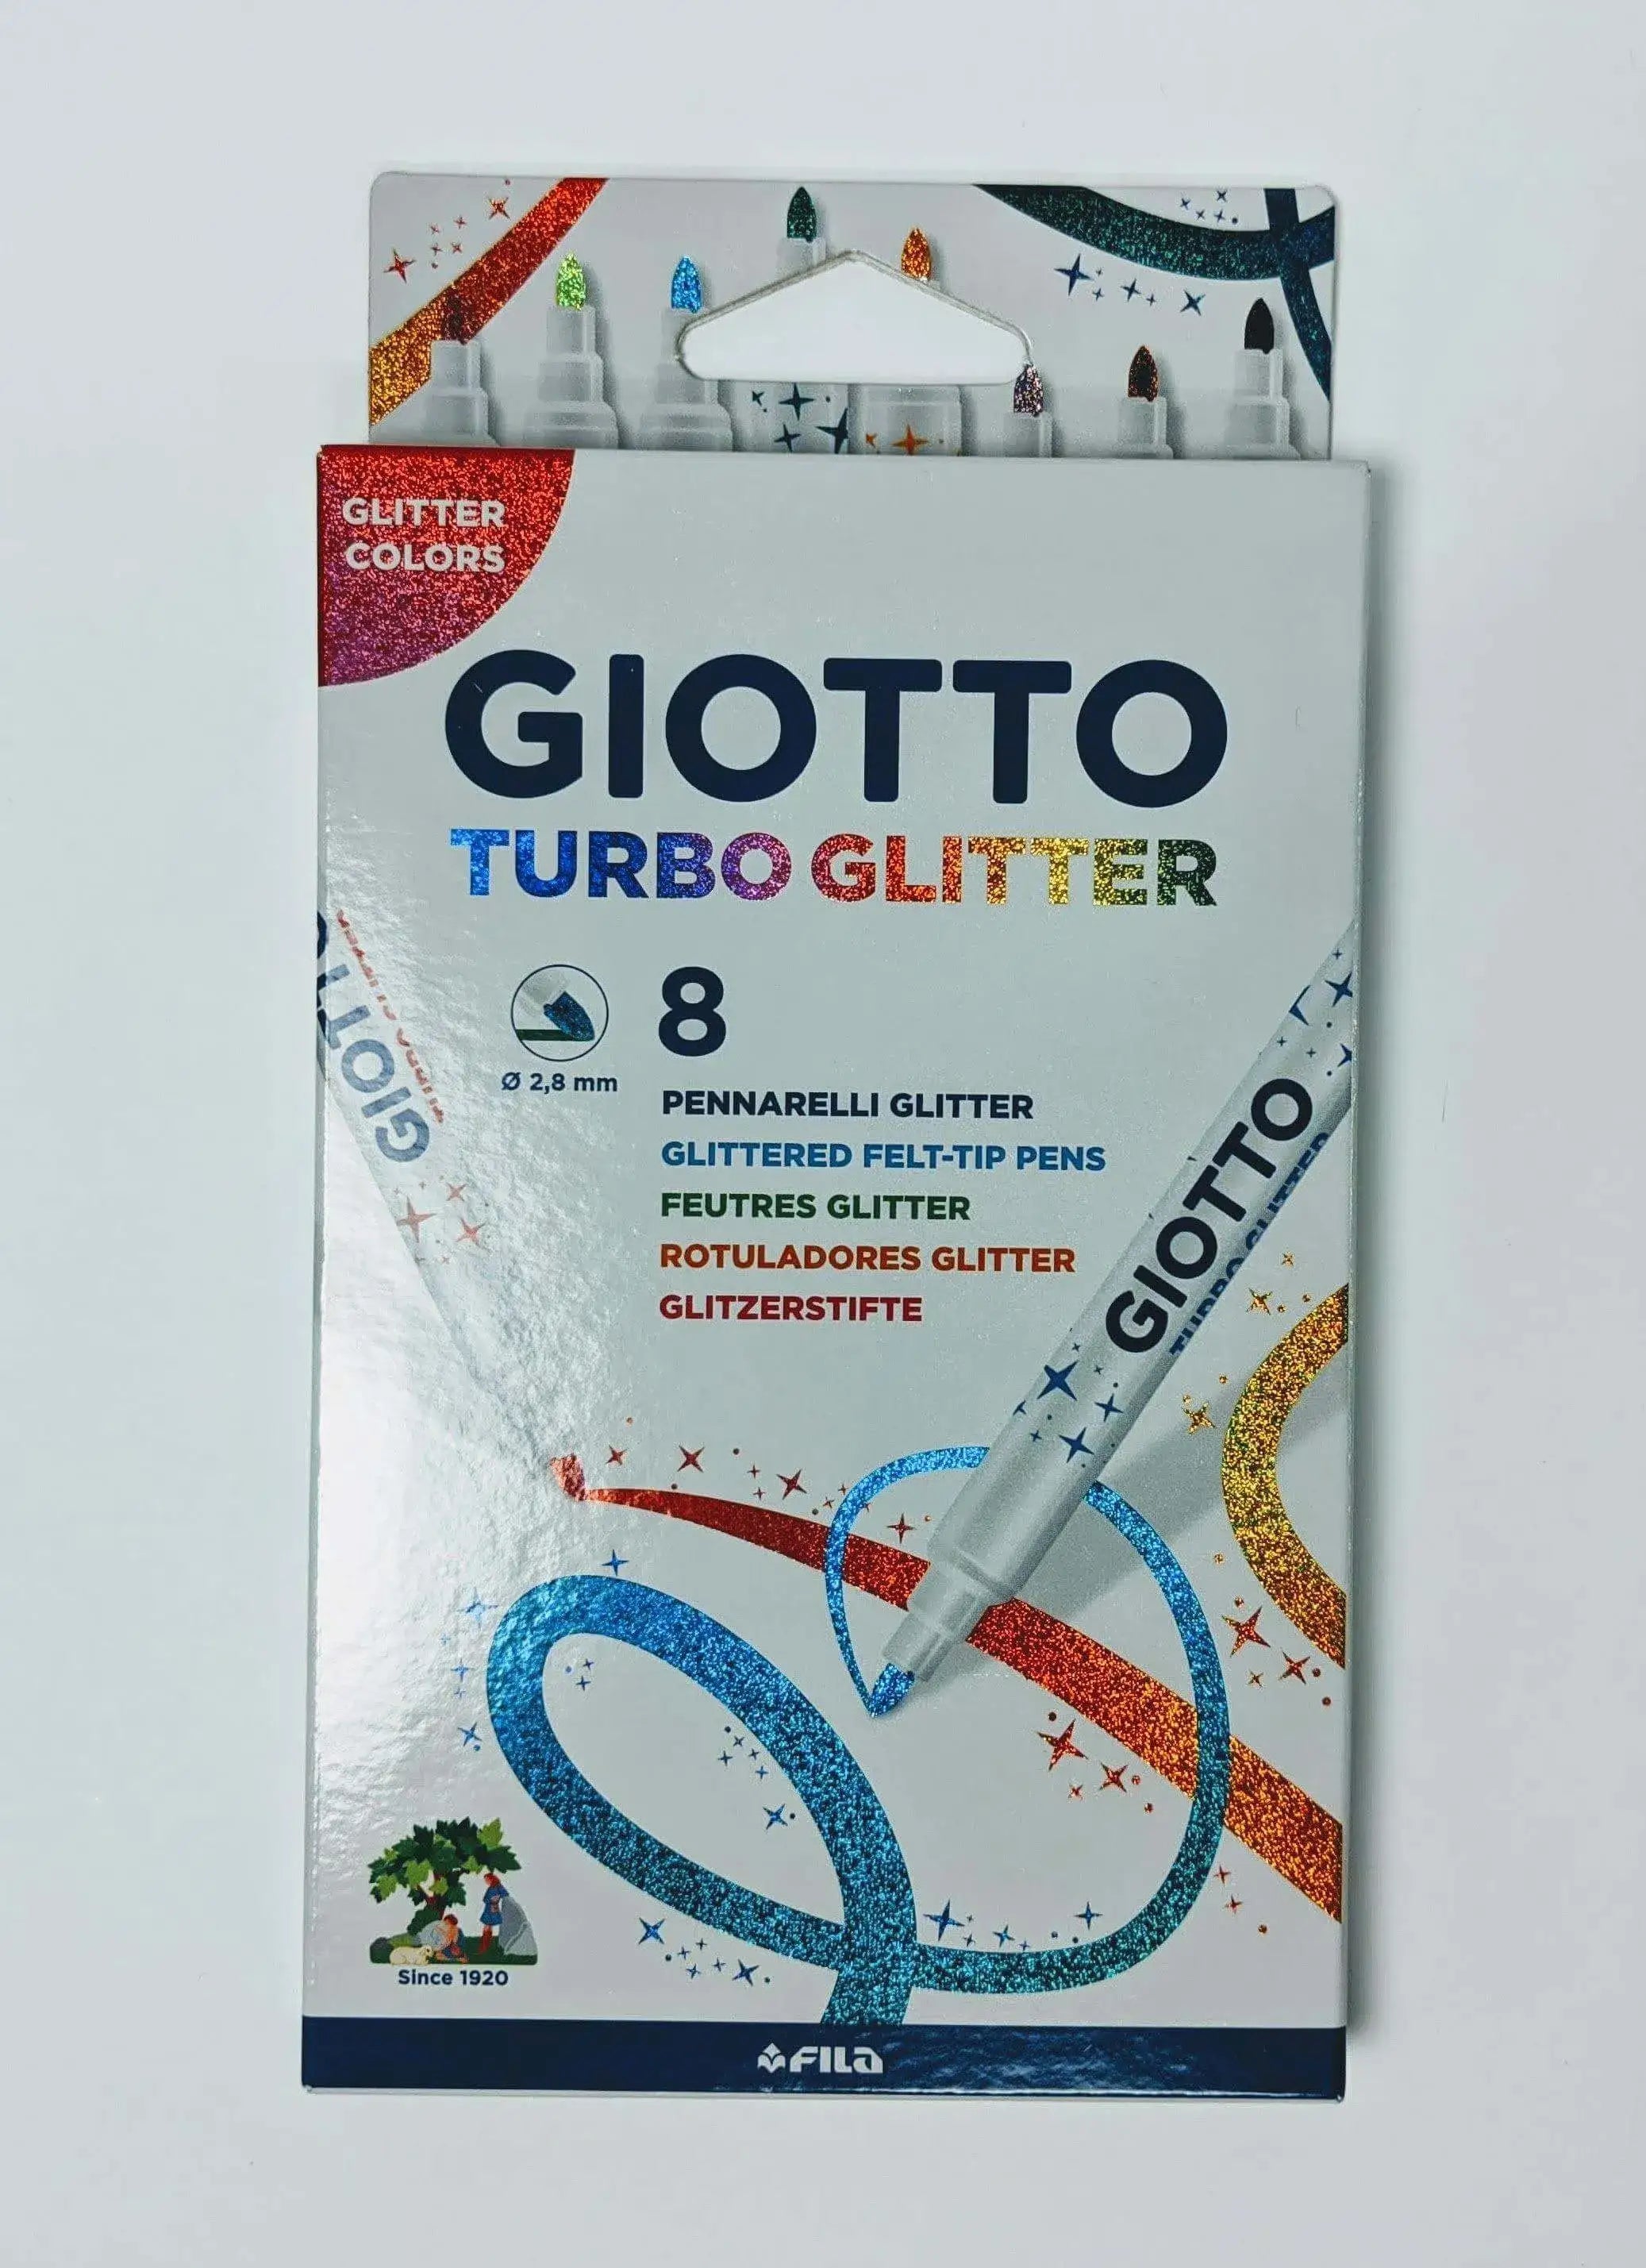 GLITTER
COLORS
GIOTTO
TURBO GLITTER
8
Ø 2,8 mm
PENNARELLI GLITTER
GLITTERED FELT-TIP PENS
FEUTRES GLITTER
ROTULADORES GLITTER
GLITZERSTIFTE
GIOTTO
GIOTTO
TURBO GLITTER
Since 1920
FILA